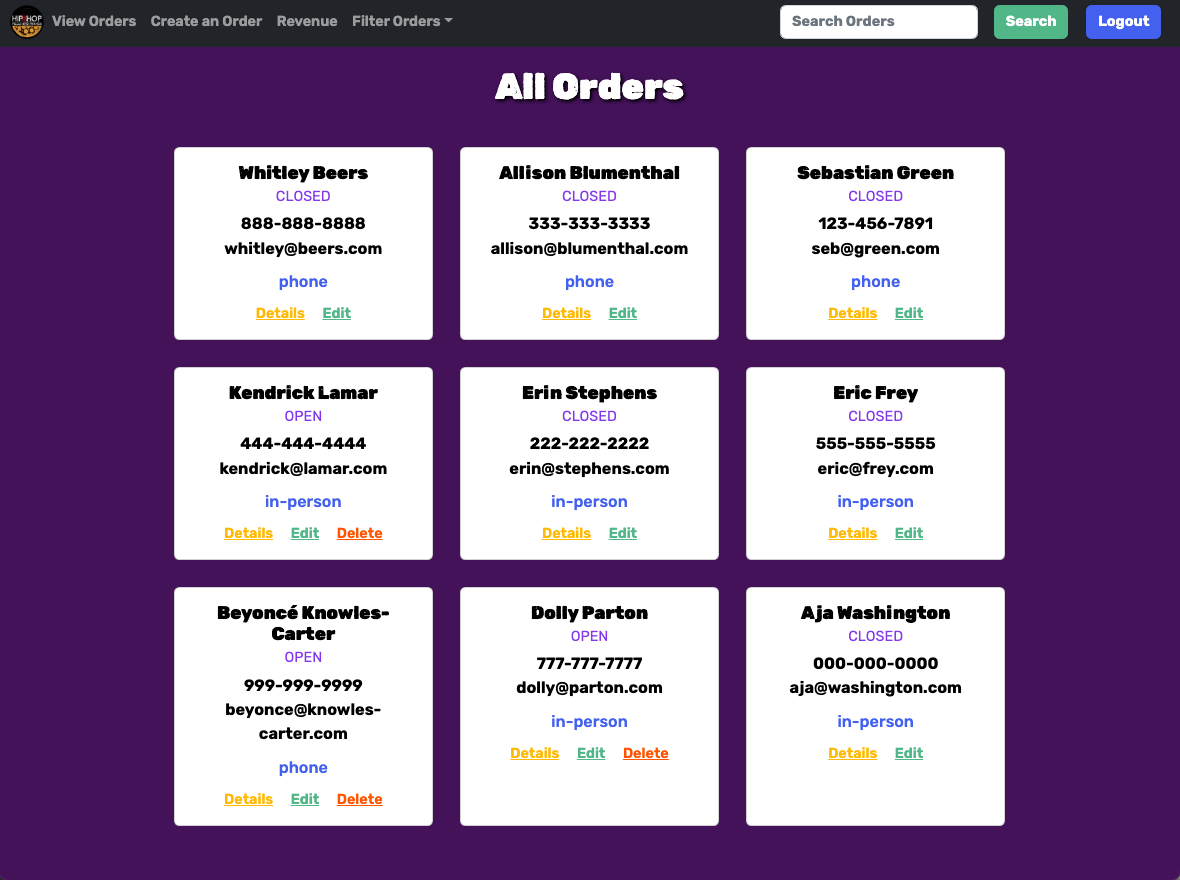 HIP HOP
View Orders Create an Order Revenue Filter Orders Search Orders Search Logout
All Orders
Whitley Beers
CLOSED
888-888-8888
whitley@beers.com
phone
Details Edit
Allison Blumenthal
CLOSED
333-333-3333
allison@blumenthal.com
phone
Details Edit
Sebastian Green
CLOSED
123-456-7891
seb@green.com
phone
Details Edit
Kendrick Lamar
OPEN
444-444-4444
kendrick@lamar.com
in-person
Details Edit Delete
Erin Stephens
CLOSED
222-222-2222
erin@stephens.com
in-person
Details Edit
Eric Frey
CLOSED
555-555-5555
eric@frey.com
in-person
Details Edit
Beyoncé Knowles-
Carter
OPEN
999-999-9999
beyonce@knowles-
carter.com
phone
Details Edit Delete
Dolly Parton
OPEN
777-777-7777
dolly@parton.com
in-person
Details Edit Delete
Aja Washington
CLOSED
000-000-0000
aja@washington.com
in-person
Details Edit